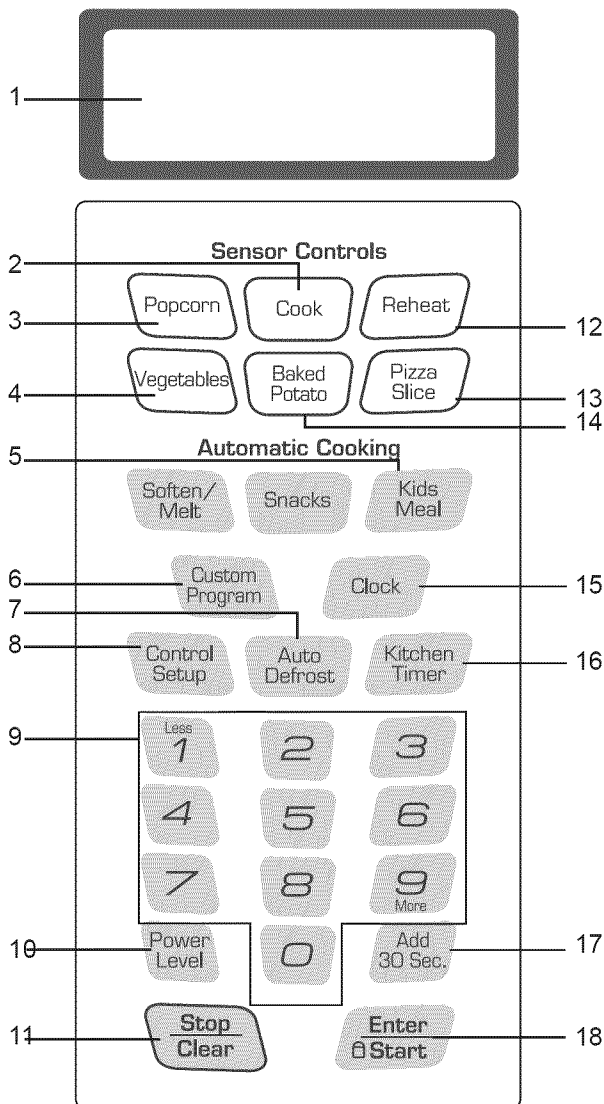 1
Sensor Controls
2
Popcorn Cook Reheat
3 12
Vegetables Baked Potato Pizza Slice
4 13
14
Automatic Cooking
5
Soften/ Melt Snacks Kids Meal
6 Custom Program Clock 15
7
8 Control Setup Auto Defrost Kitchen Timer 16
9 Less 1 2 3
4 5 6
7 8 9 More
10 Power Level 0 Add 30 Sec. 17
11 Stop Clear Enter Start 18